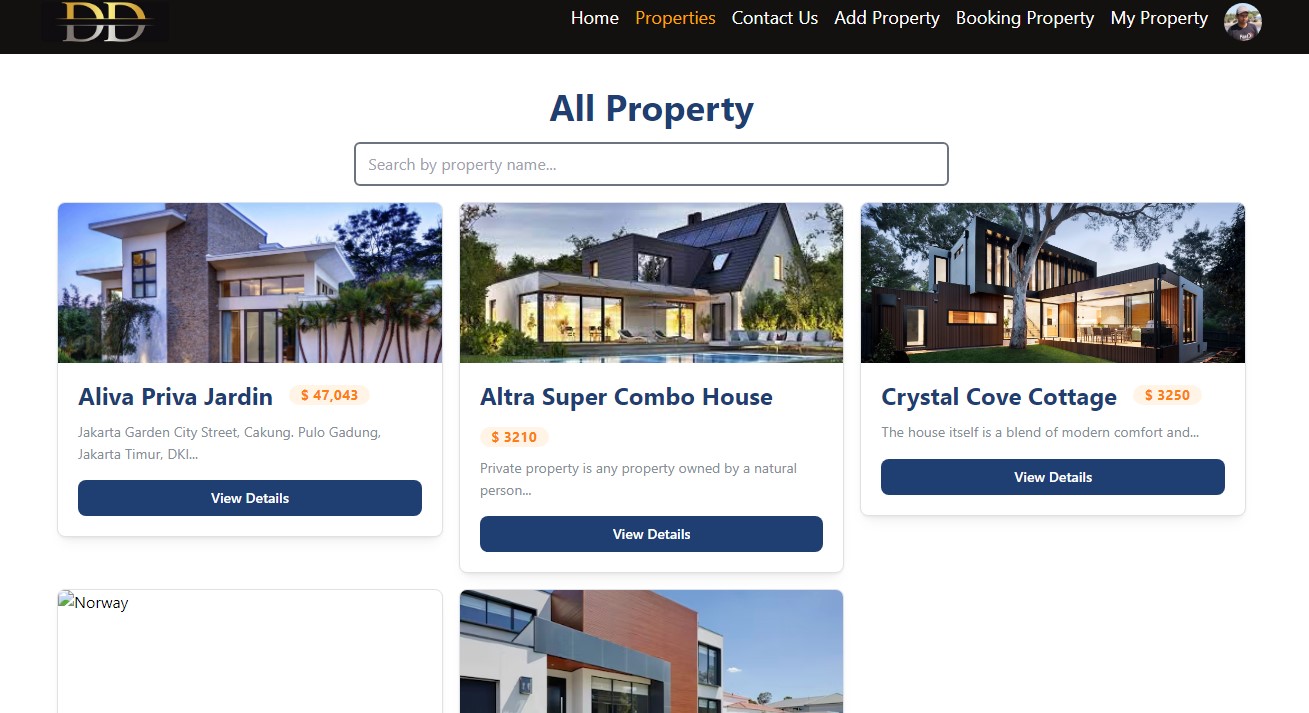 DD
Home Properties Contact Us Add Property Booking Property My Property
All Property
Search by property name...
Aliva Priva Jardin $ 47,043
Jakarta Garden City Street, Cakung. Pulo Gadung,
Jakarta Timur, DKI...
View Details
Altra Super Combo House
$ 3210
Private property is any property owned by a natural
person...
View Details
Crystal Cove Cottage $ 3250
The house itself is a blend of modern comfort and...
View Details
Norway